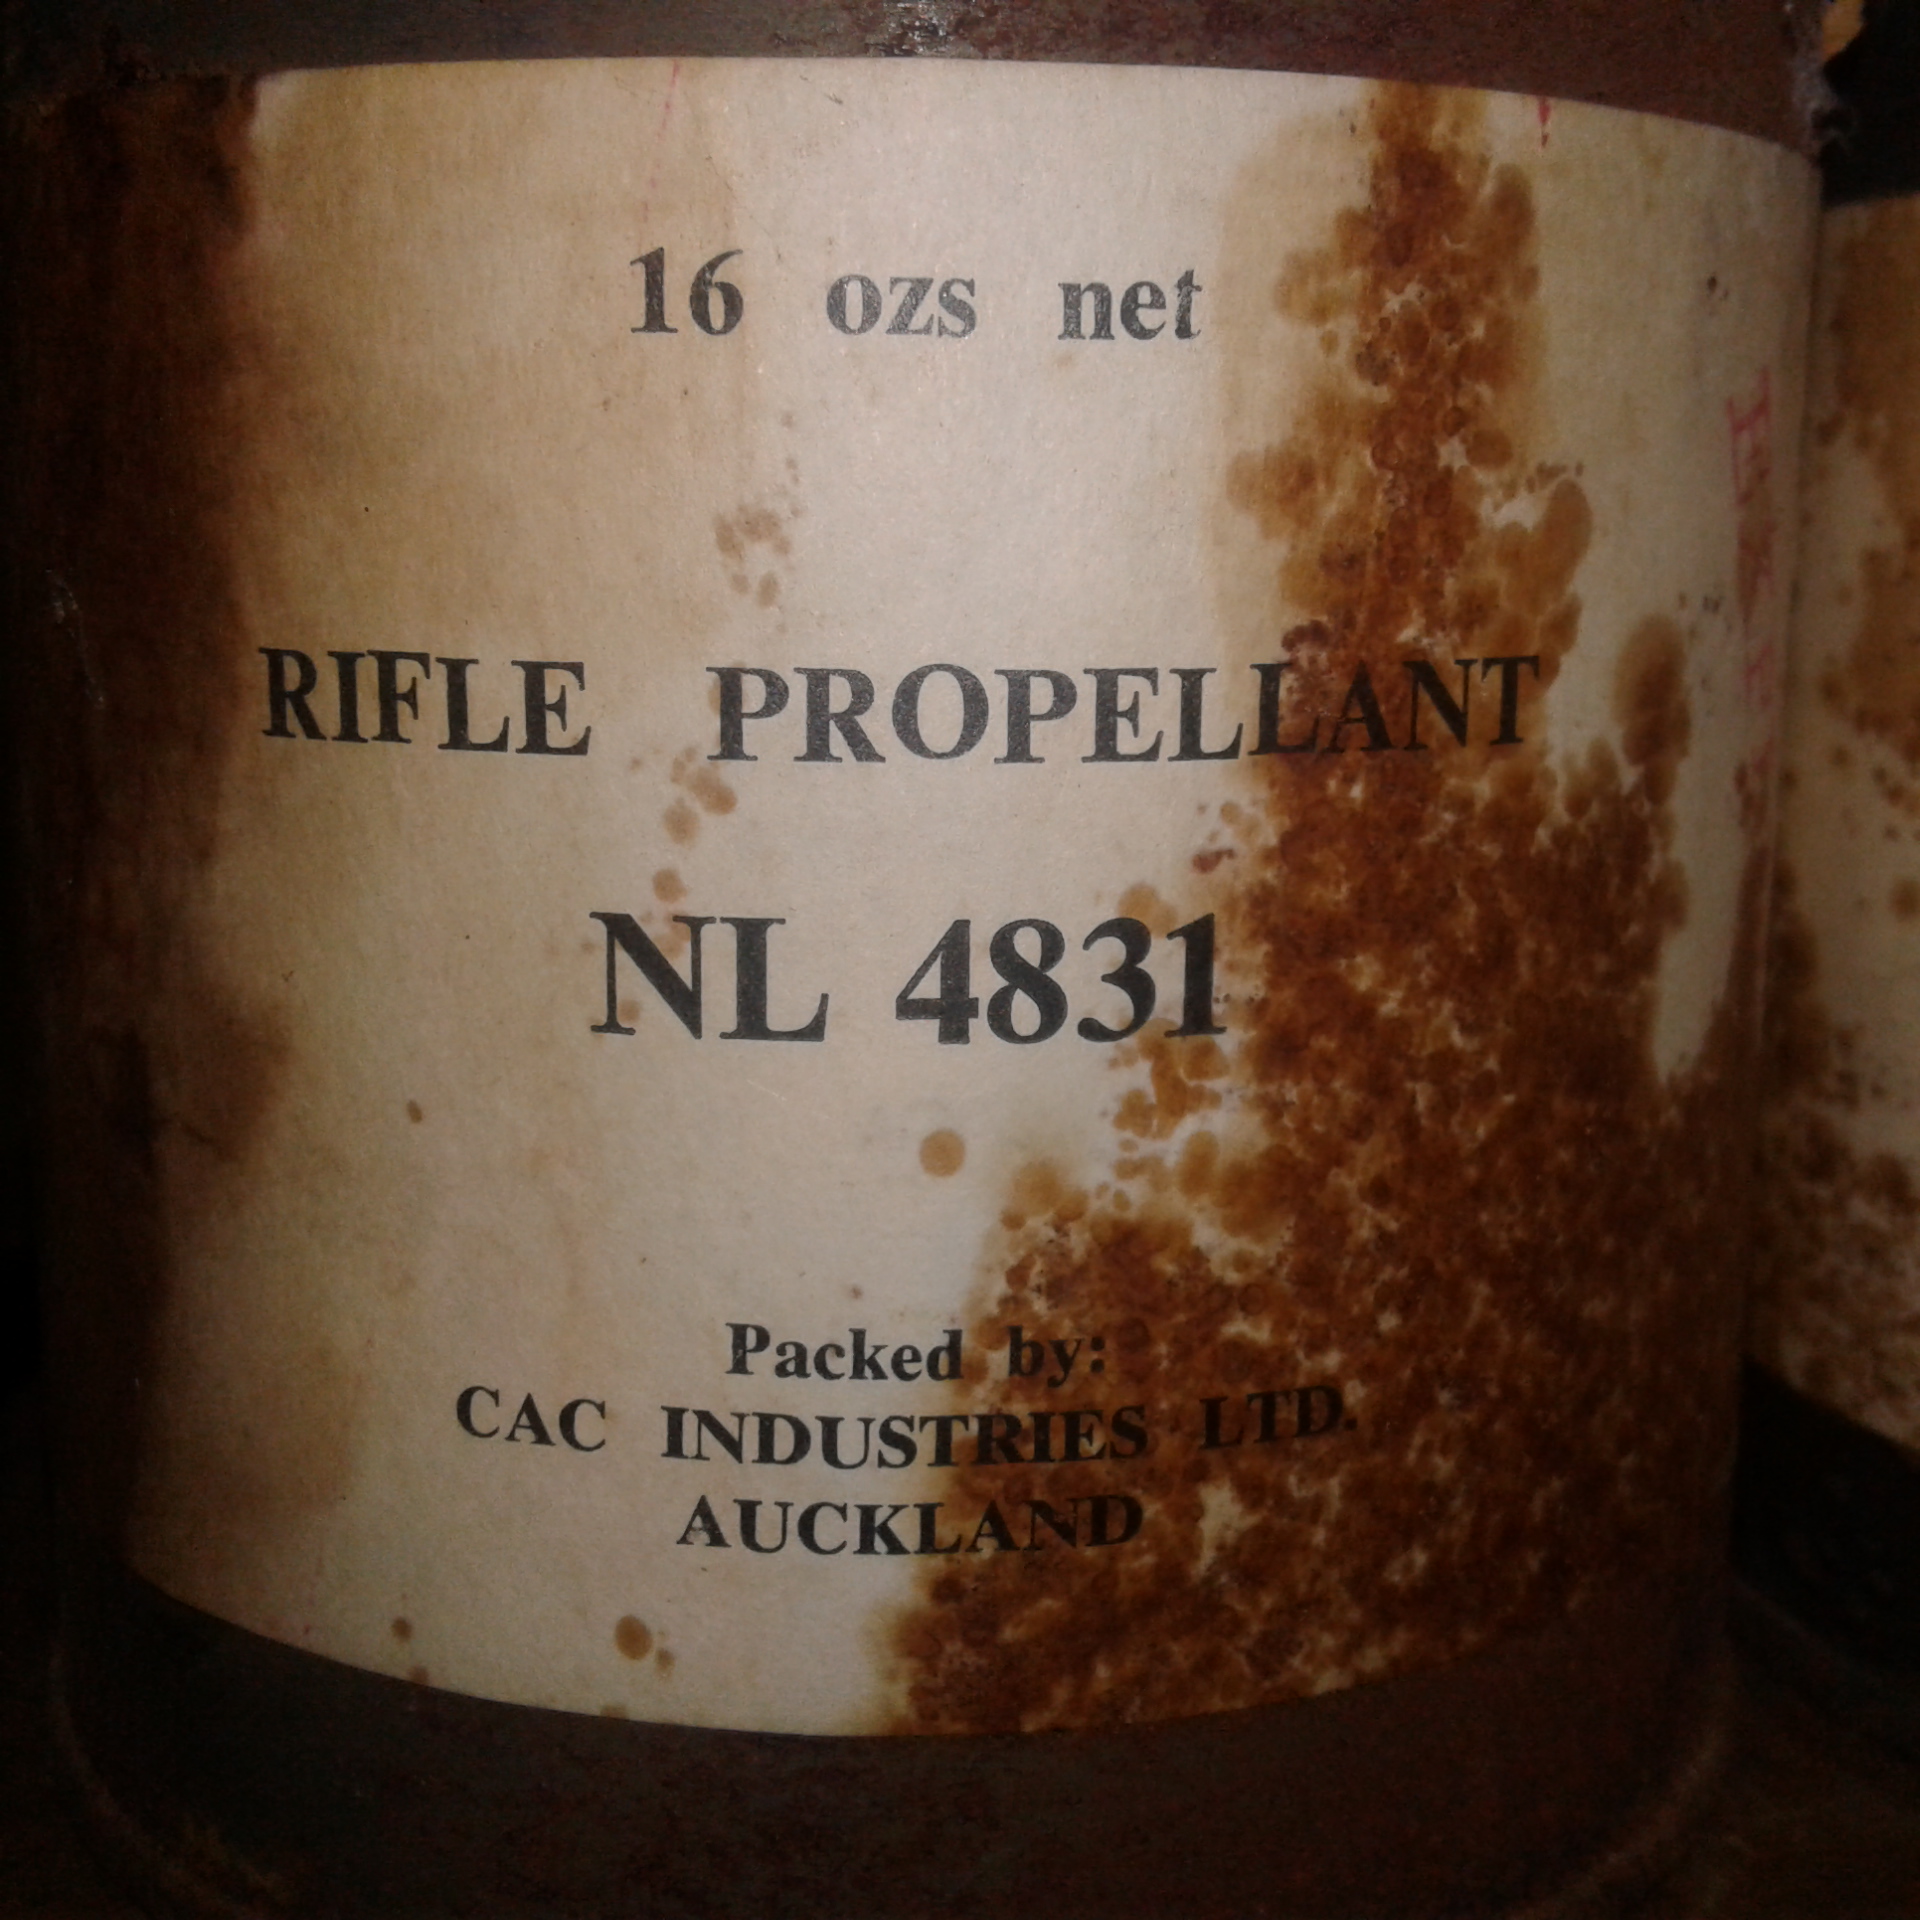 16 ozs net
RIFLE PROPELLANT
NL 4831
Packed by:
CAC INDUSTRIES LTD.
AUCKLAND